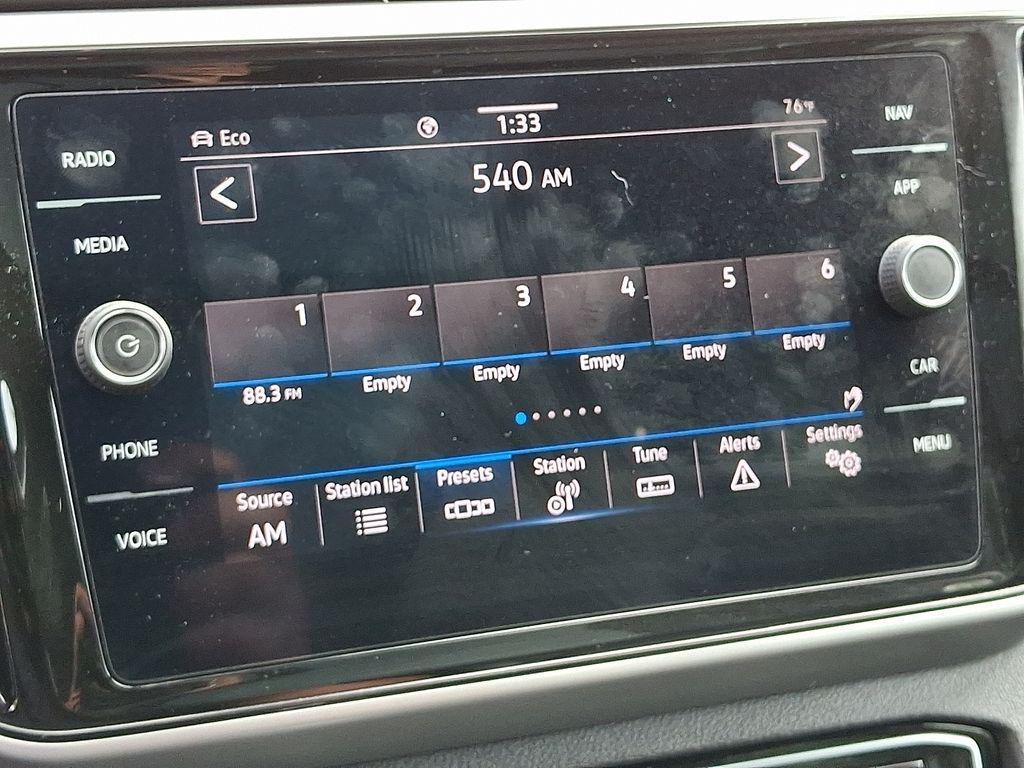 RADIO
MEDIA
PHONE
VOICE
Eco
1:33
76°F
540 AM
1 2 3 4 5 6
88.3 FM Empty Empty Empty Empty Empty
Source Station list Presets Station Tune Alerts Settings
AM
NAV
APP
CAR
MENU